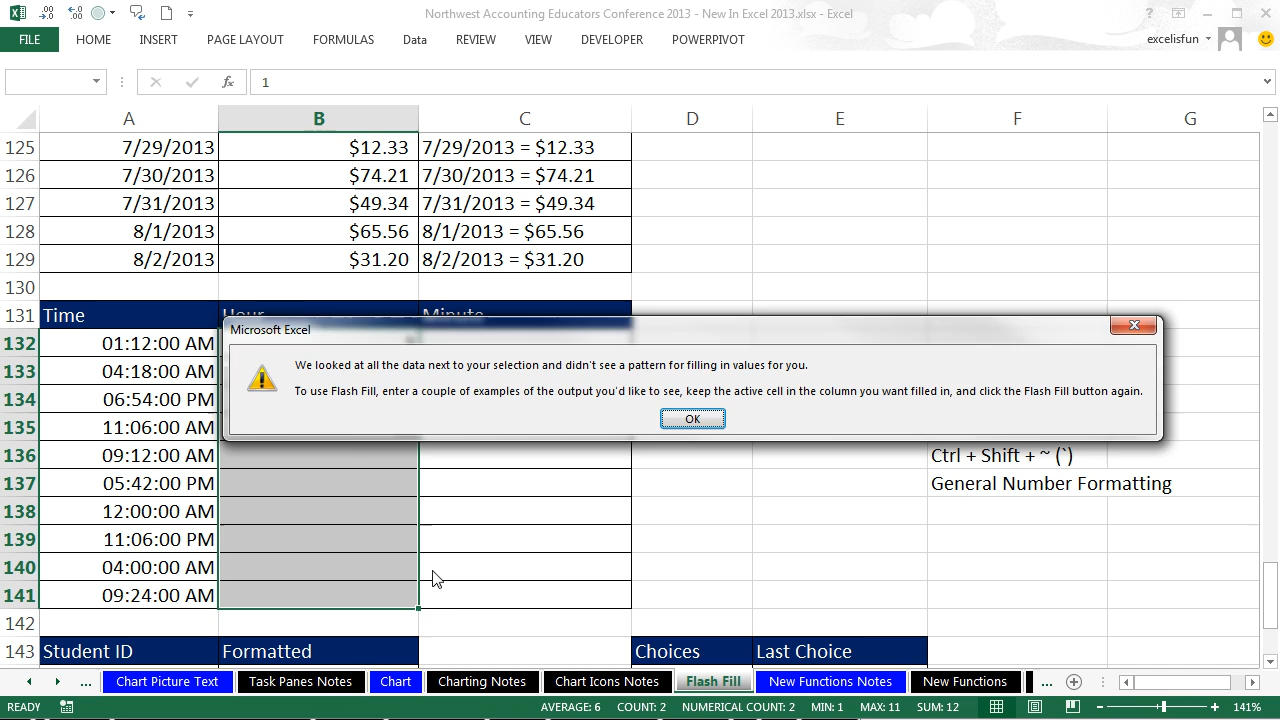 Northwest Accounting Educators Conference 2013 - New In Excel 2013.xlsx - Excel
FILE HOME INSERT PAGE LAYOUT FORMULAS Data REVIEW VIEW DEVELOPER POWERPIVOT excelisfun
fx 1
A B C D E F G
125 7/29/2013 $12.33 7/29/2013 = $12.33
126 7/30/2013 $74.21 7/30/2013 = $74.21
127 7/31/2013 $49.34 7/31/2013 = $49.34
128 8/1/2013 $65.56 8/1/2013 = $65.56
129 8/2/2013 $31.20 8/2/2013 = $31.20
130
131 Time Hour Minute
Microsoft Excel
132 01:12:00 AM
133 04:18:00 AM
134 06:54:00 PM
135 11:06:00 AM
We looked at all the data next to your selection and didn't see a pattern for filling in values for you.
To use Flash Fill, enter a couple of examples of the output you'd like to see, keep the active cell in the column you want filled in, and click the Flash Fill button again.
OK
136 09:12:00 AM Ctrl + Shift + ~ (`)
137 05:42:00 PM General Number Formatting
138 12:00:00 AM
139 11:06:00 PM
140 04:00:00 AM
141 09:24:00 AM
142
143 Student ID Formatted Choices Last Choice
... Chart Picture Text Task Panes Notes Chart Charting Notes Chart Icons Notes Flash Fill New Functions Notes New Functions ...
READY AVERAGE: 6 COUNT: 2 NUMERICAL COUNT: 2 MIN: 1 MAX: 11 SUM: 12 141%